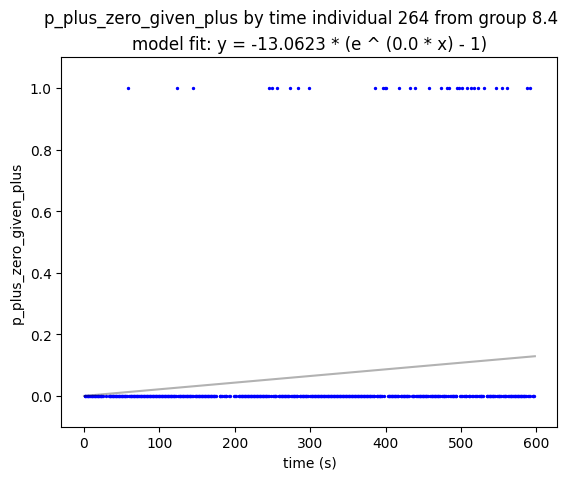 p_plus_zero_given_plus by time individual 264 from group 8.4
model fit: y = -13.0623 * (e ^ (0.0 * x) - 1)
1.0
0.8
0.6
0.4
0.2
0.0
p_plus_zero_given_plus
0 100 200 300 400 500 600
time (s)